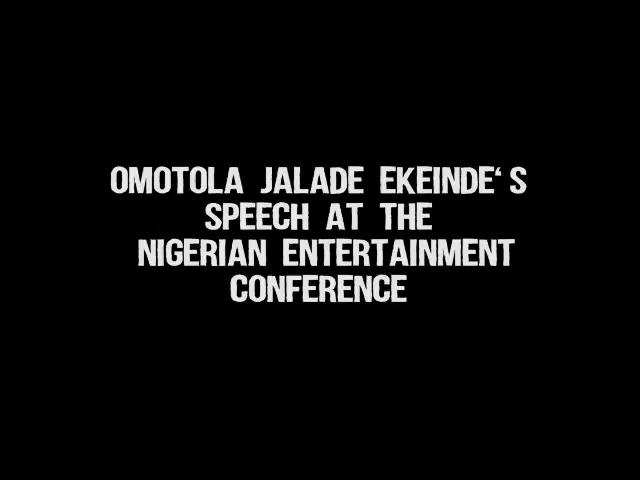 OMOTOLA JALADE EKEINDE‘S
SPEECH AT THE
NIGERIAN ENTERTAINMENT
CONFERENCE